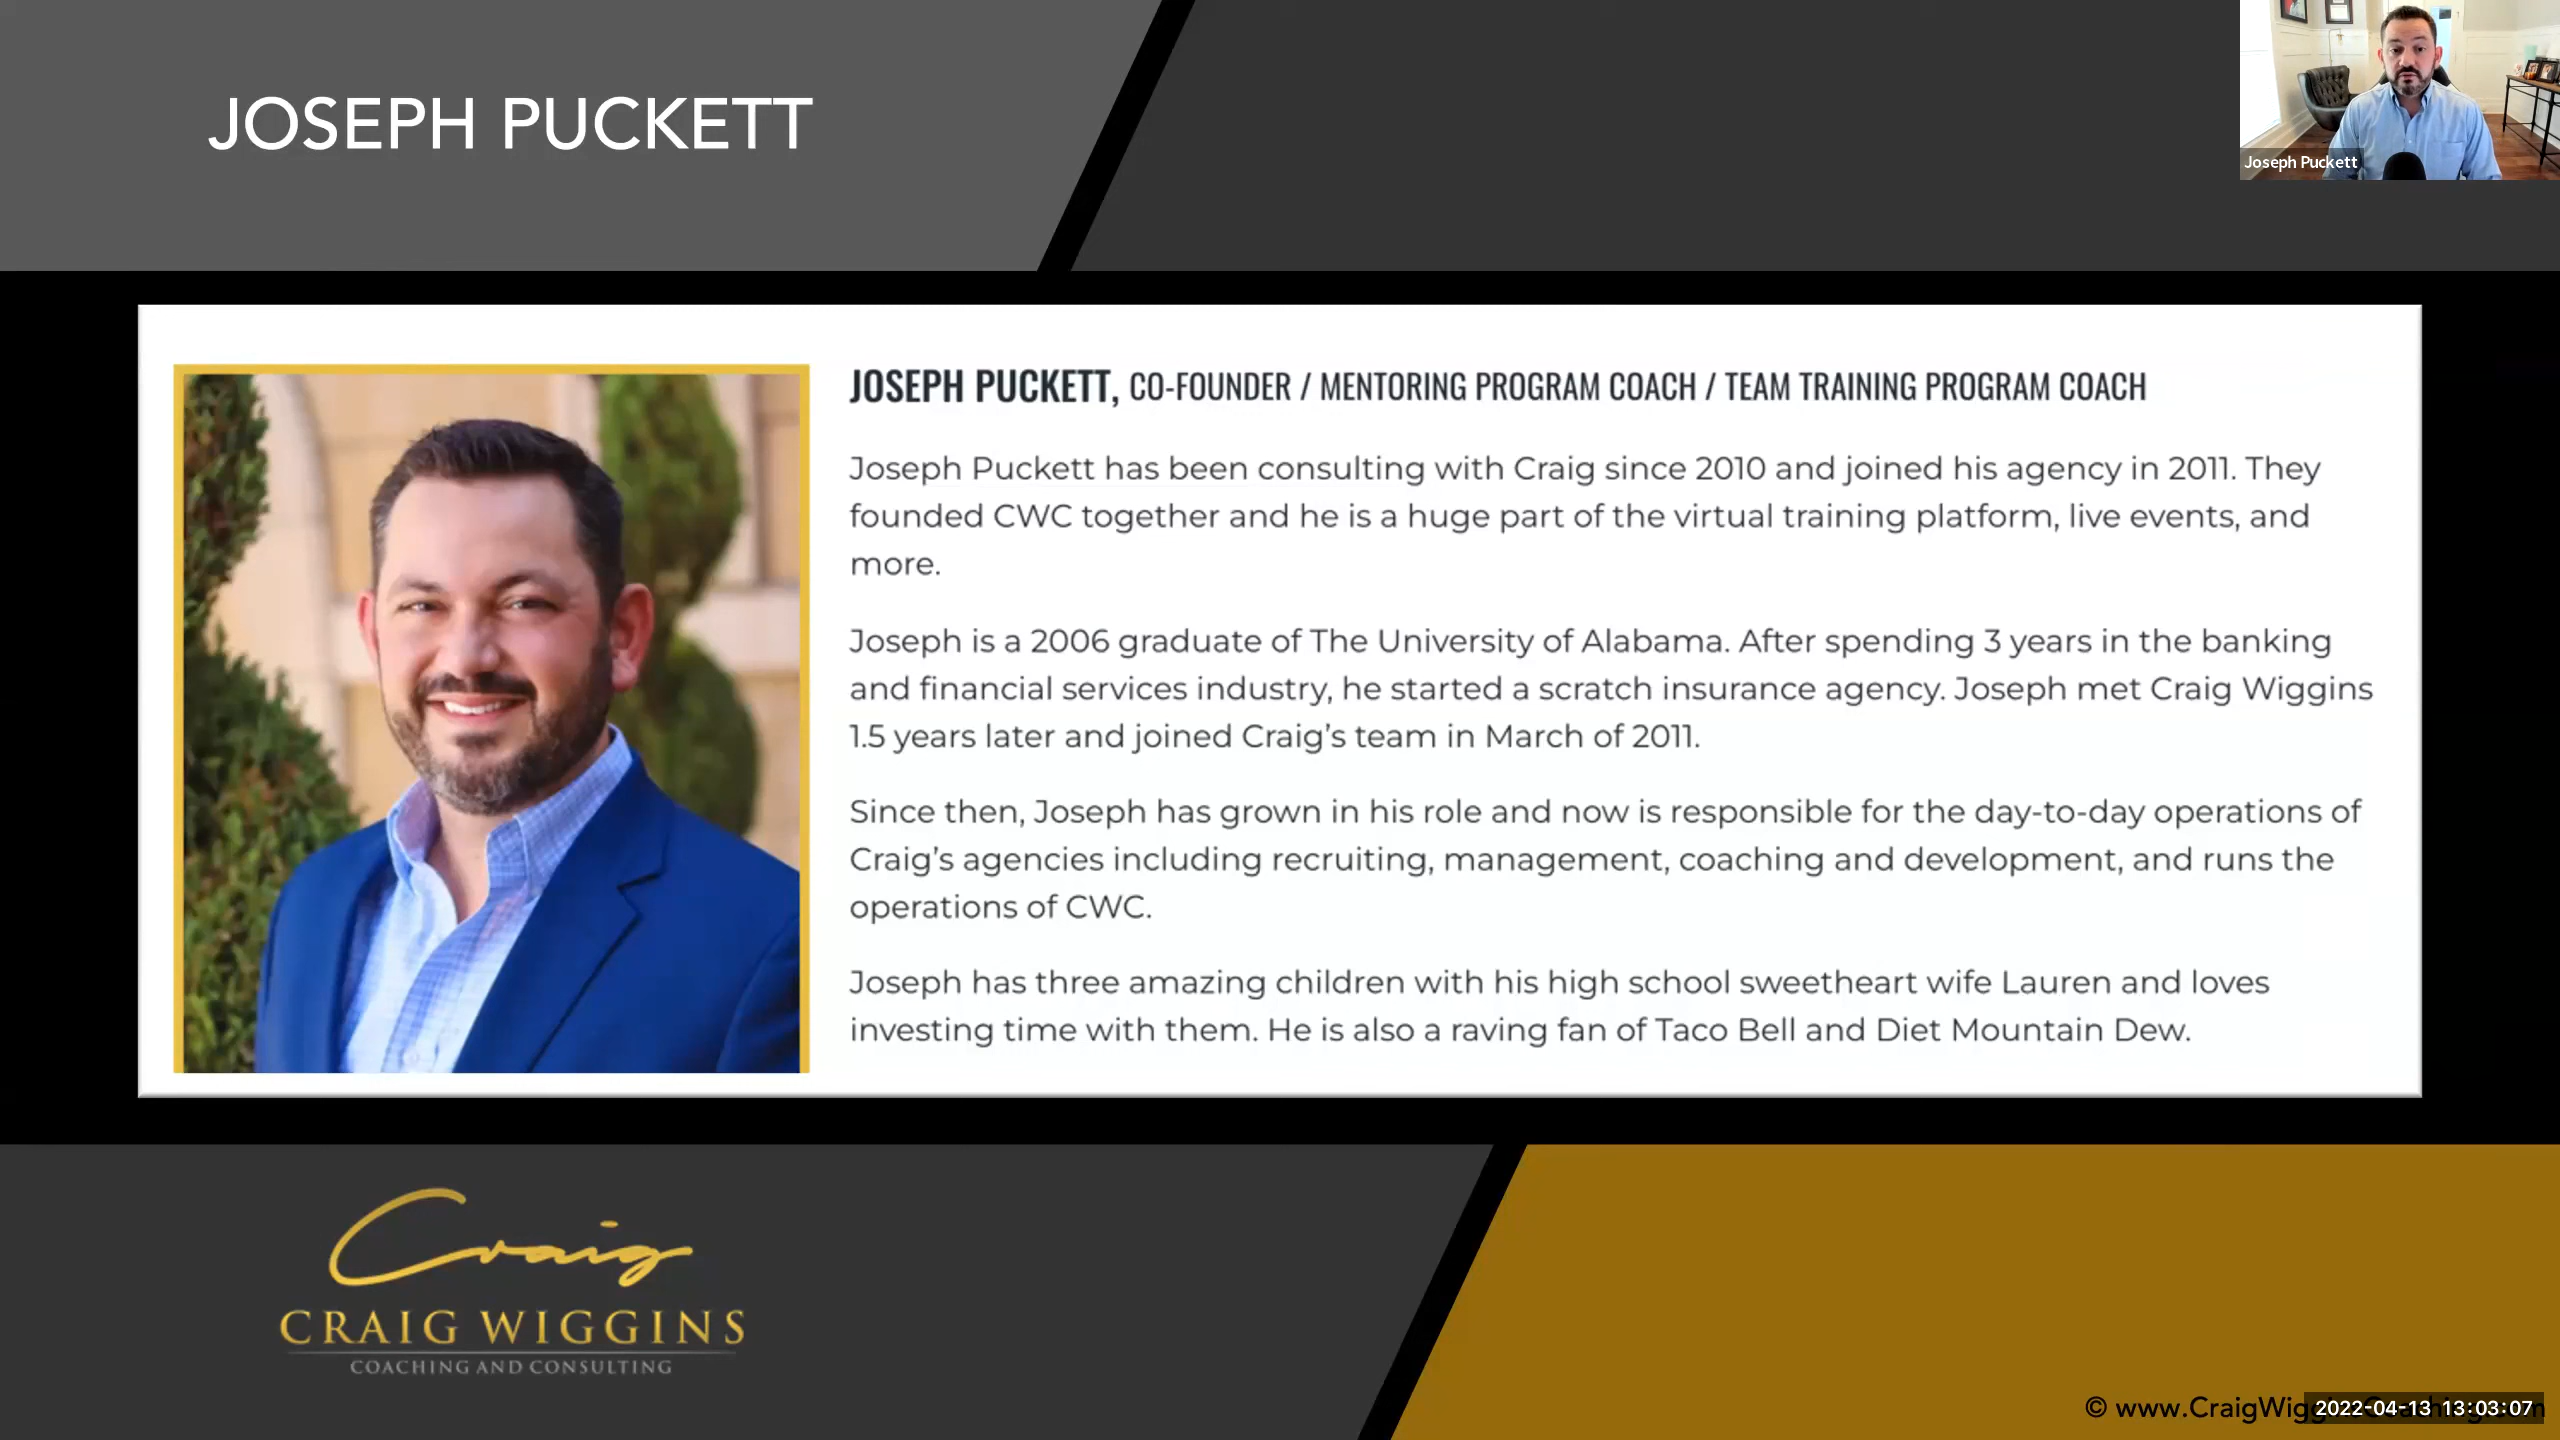 JOSEPH PUCKETT
Joseph Puckett
JOSEPH PUCKETT, CO-FOUNDER / MENTORING PROGRAM COACH / TEAM TRAINING PROGRAM COACH
Joseph Puckett has been consulting with Craig since 2010 and joined his agency in 2011. They
founded CWC together and he is a huge part of the virtual training platform, live events, and
more.
Joseph is a 2006 graduate of The University of Alabama. After spending 3 years in the banking
and financial services industry, he started a scratch insurance agency. Joseph met Craig Wiggins
1.5 years later and joined Craig’s team in March of 2011.
Since then, Joseph has grown in his role and now is responsible for the day-to-day operations of
Craig’s agencies including recruiting, management, coaching and development, and runs the
operations of CWC.
Joseph has three amazing children with his high school sweetheart wife Lauren and loves
investing time with them. He is also a raving fan of Taco Bell and Diet Mountain Dew.
Craig
CRAIG WIGGINS
COACHING AND CONSULTING
© www.CraigWigginsCoaching.com
2022-04-13 13:03:07